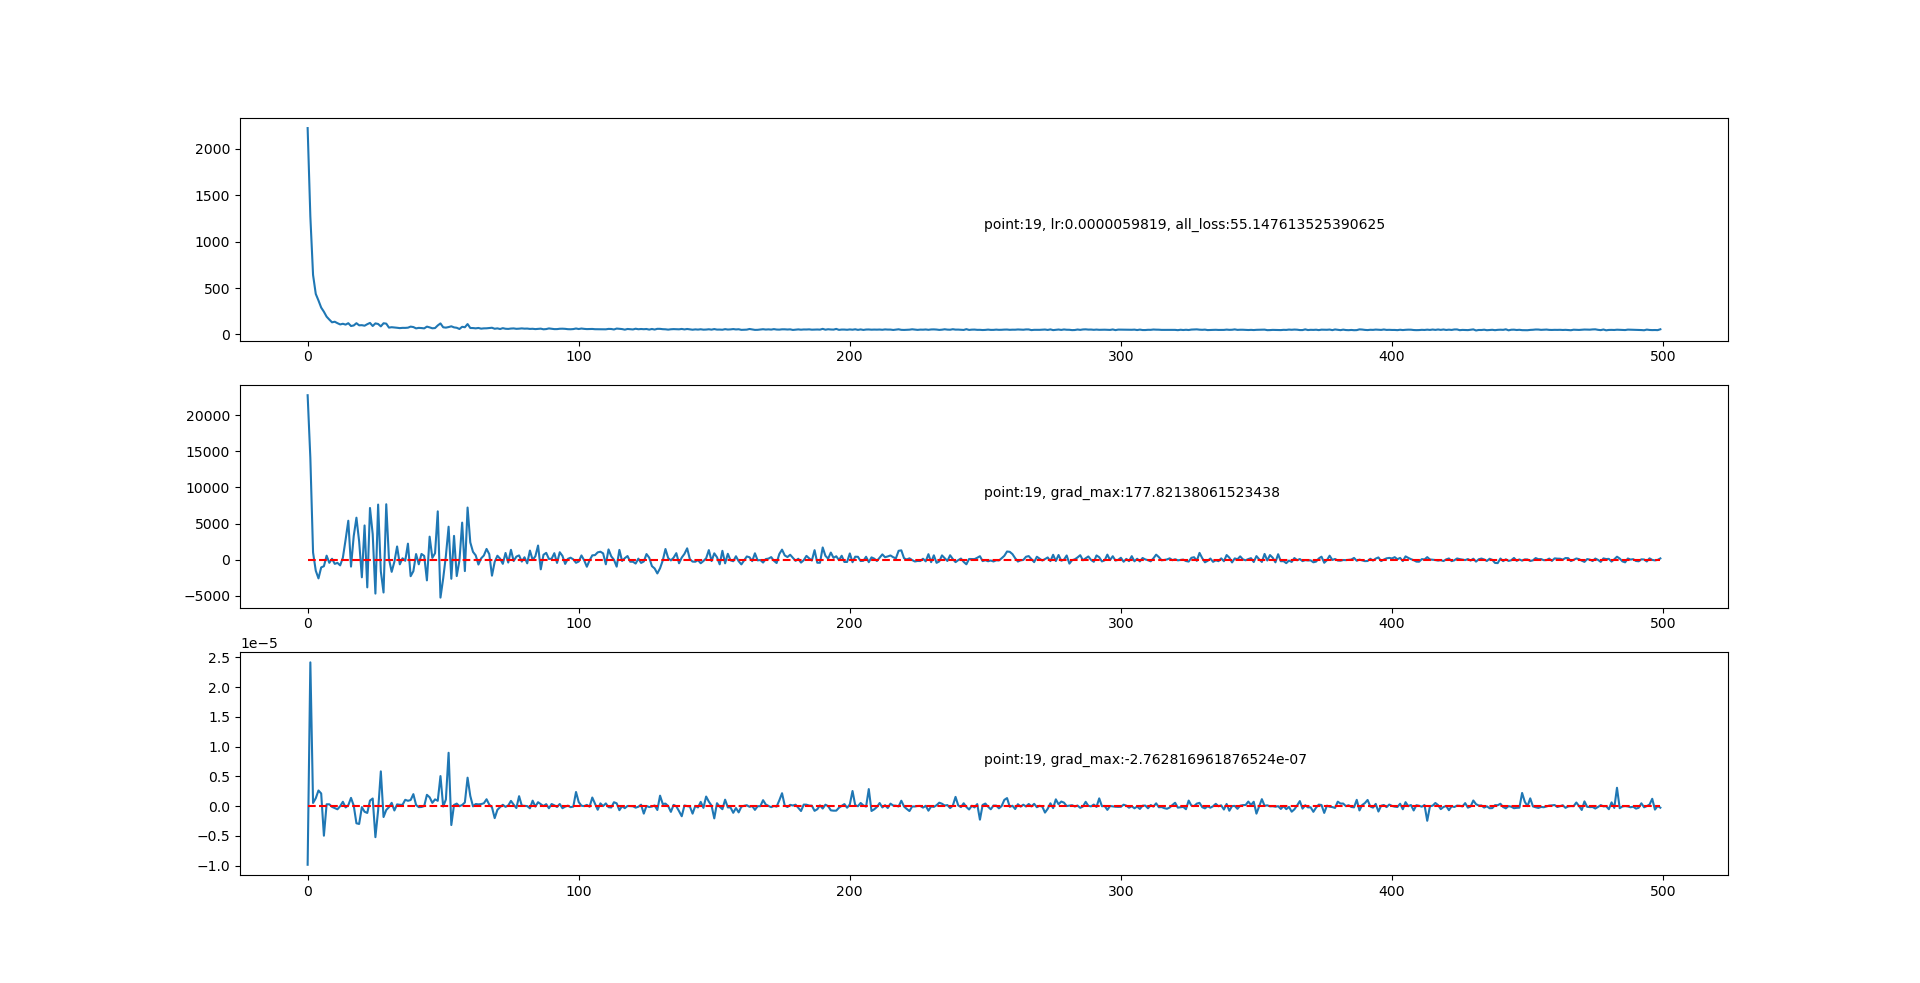 2000
1500
1000
500
0
point:19, lr:0.0000059819, all_loss:55.147613525390625
0 100 200 300 400 500
20000
15000
10000
5000
0
−5000
point:19, grad_max:177.82138061523438
0 100 200 300 400 500
1e−5
2.5
2.0
1.5
1.0
0.5
0.0
−0.5
−1.0
point:19, grad_max:-2.762816961876524e-07
0 100 200 300 400 500